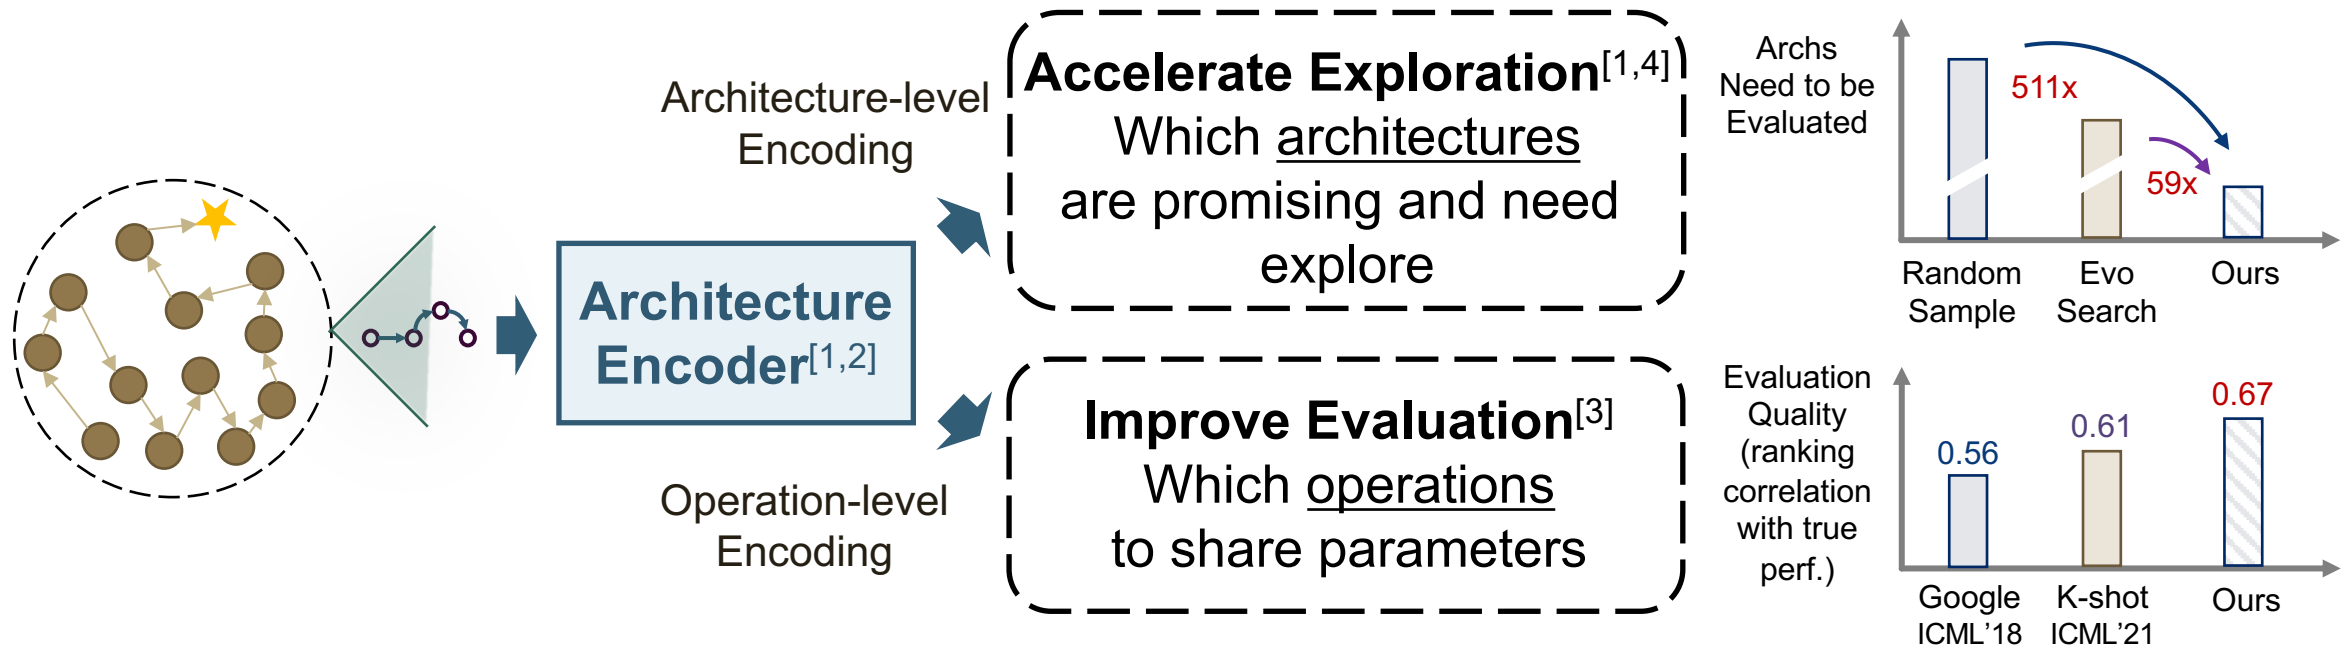 Architecture-level
Encoding
Architecture
Encoder[1,2]
Operation-level
Encoding
Accelerate Exploration[1,4]
Which architectures
are promising and need
explore
Improve Evaluation[3]
Which operations
to share parameters
Archs
Need to be
Evaluated
511x
59x
Random
Sample
Evo
Search
Ours
Evaluation
Quality
(ranking
correlation
with true
perf.)
0.56
0.61
0.67
Google
ICML'18
K-shot
ICML'21
Ours